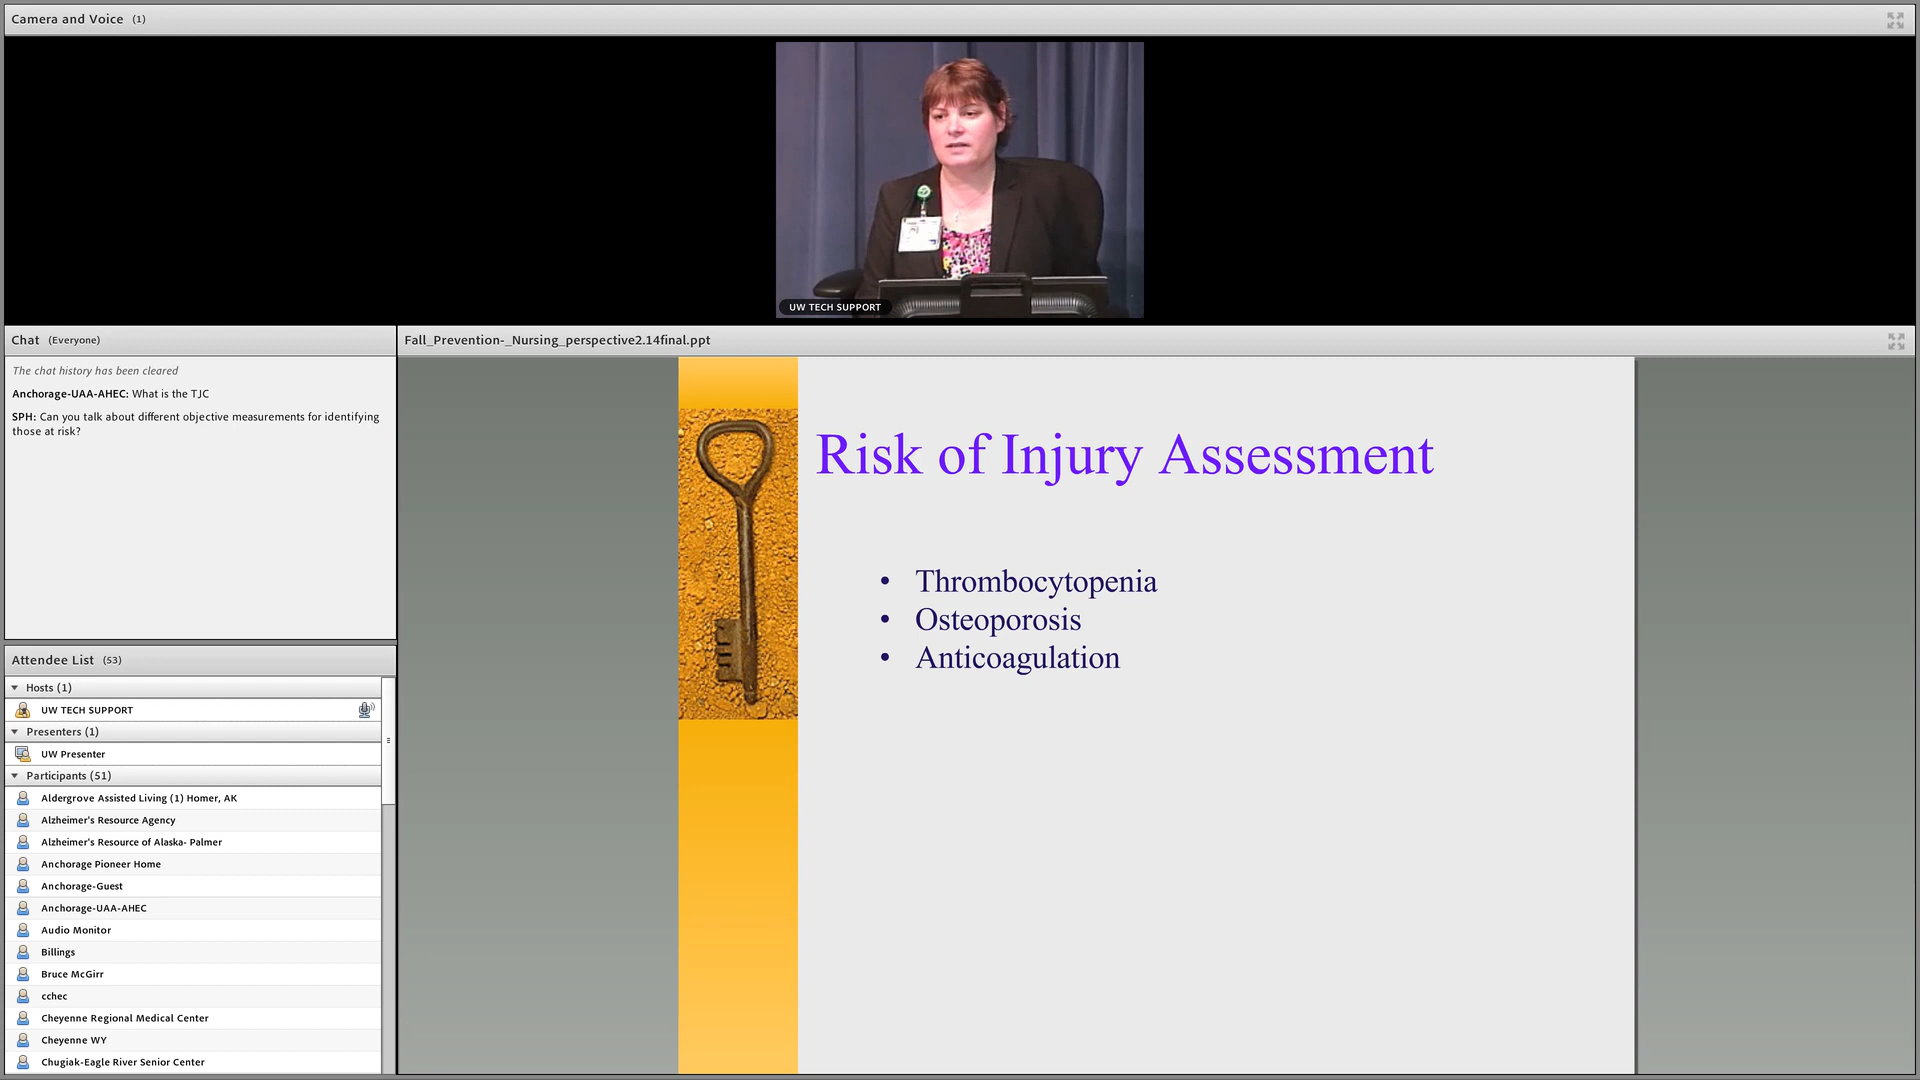 Camera and Voice (1)
UW TECH SUPPORT
Chat (Everyone)
The chat history has been cleared
Anchorage-UAA-AHEC: What is the TJC
SPH: Can you talk about different objective measurements for identifying
those at risk?
Attendee List (53)
Hosts (1)
UW TECH SUPPORT
Presenters (1)
UW Presenter
Participants (51)
Aldergrove Assisted Living (1) Homer, AK
Alzheimer's Resource Agency
Alzheimer's Resource of Alaska- Palmer
Anchorage Pioneer Home
Anchorage-Guest
Anchorage-UAA-AHEC
Audio Monitor
Billings
Bruce McGirr
cchec
Cheyenne Regional Medical Center
Cheyenne WY
Chugiak-Eagle River Senior Center
Fall_Prevention-_Nursing_perspective2.14final.ppt
Risk of Injury Assessment
• Thrombocytopenia
• Osteoporosis
• Anticoagulation